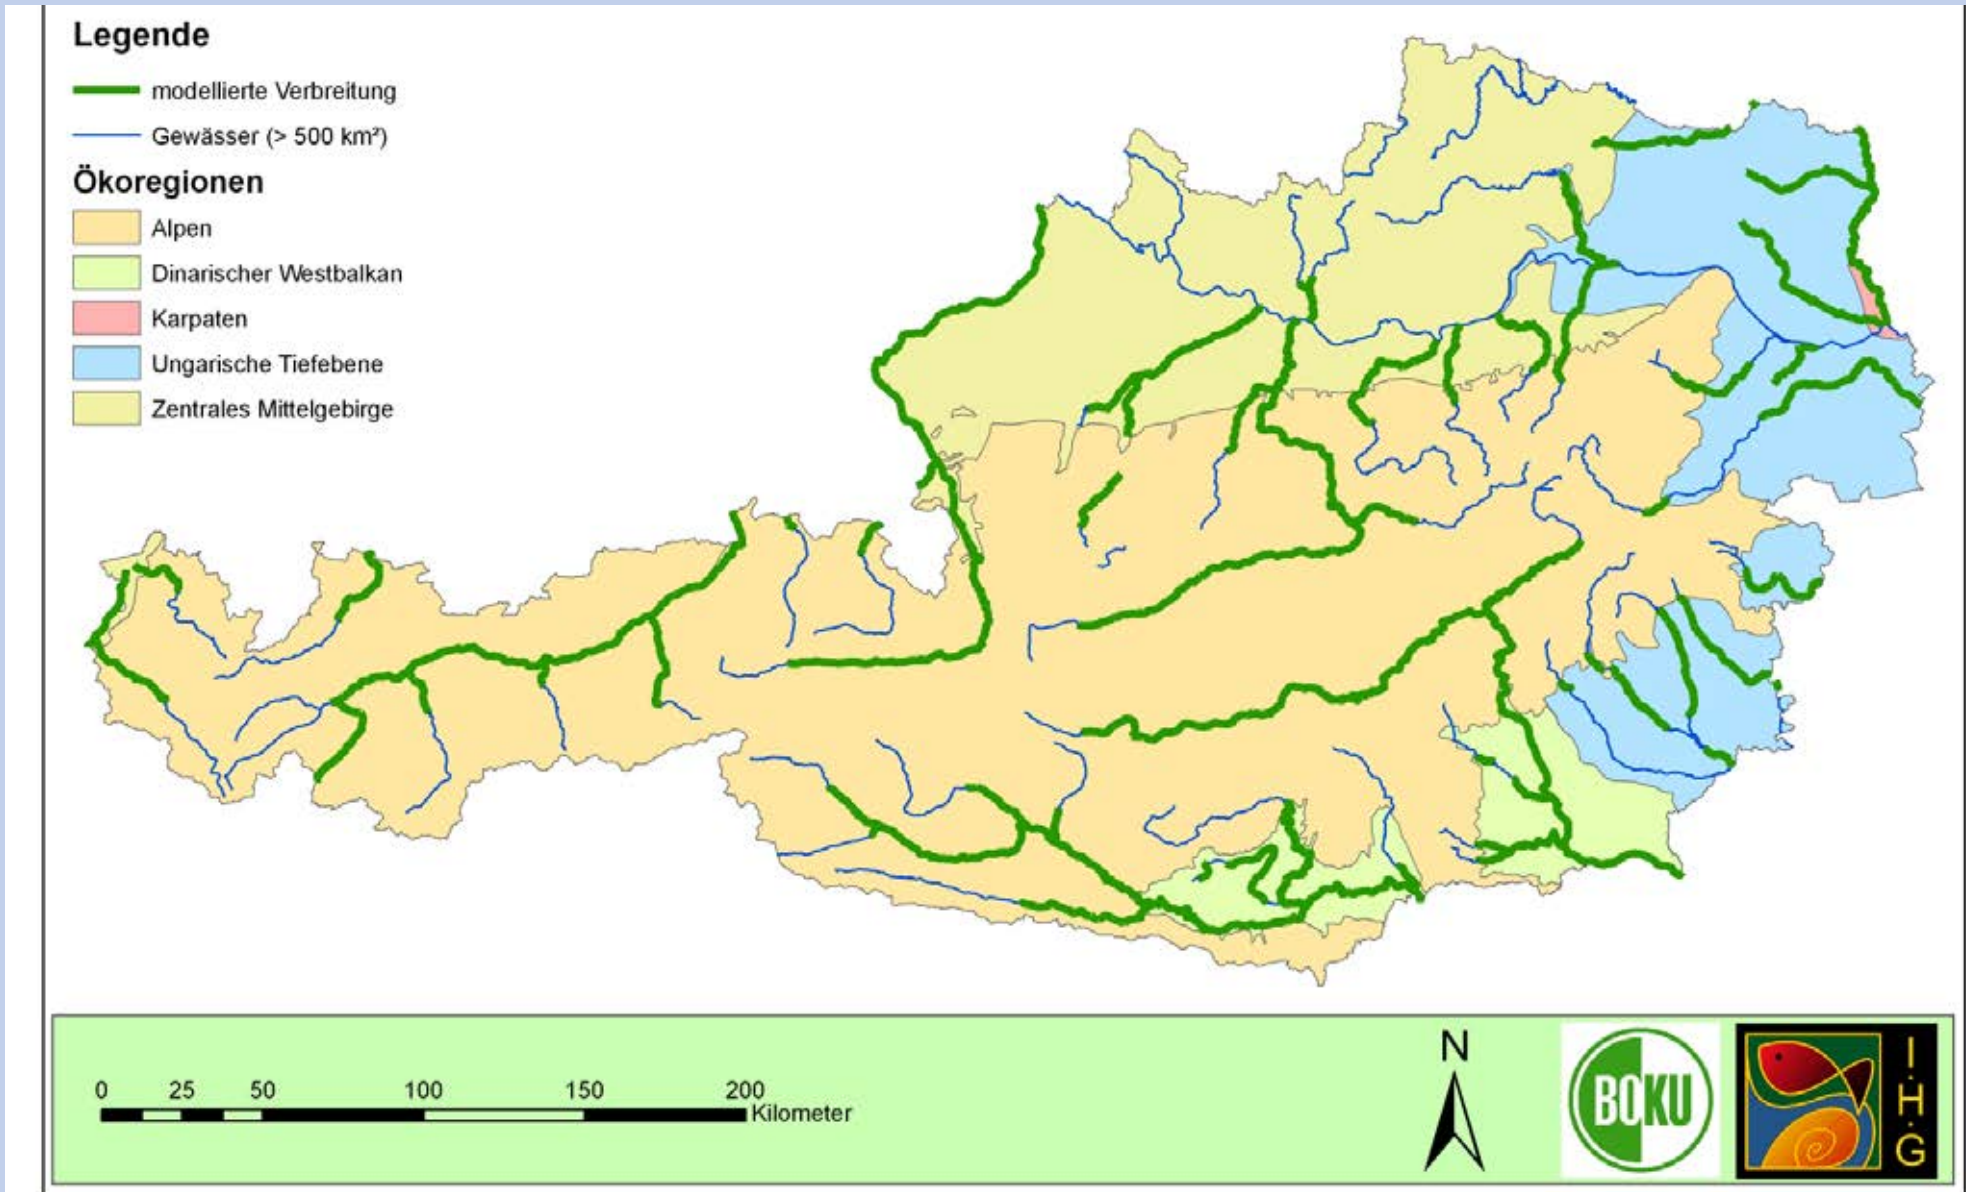 Legende
modellierte Verbreitung
Gewässer (> 500 km²)
Ökoregionen
Alpen
Dinarischer Westbalkan
Karpaten
Ungarische Tiefebene
Zentrales Mittelgebirge
0 25 50 100 150 200
Kilometer
N
BOKU
I·H·G